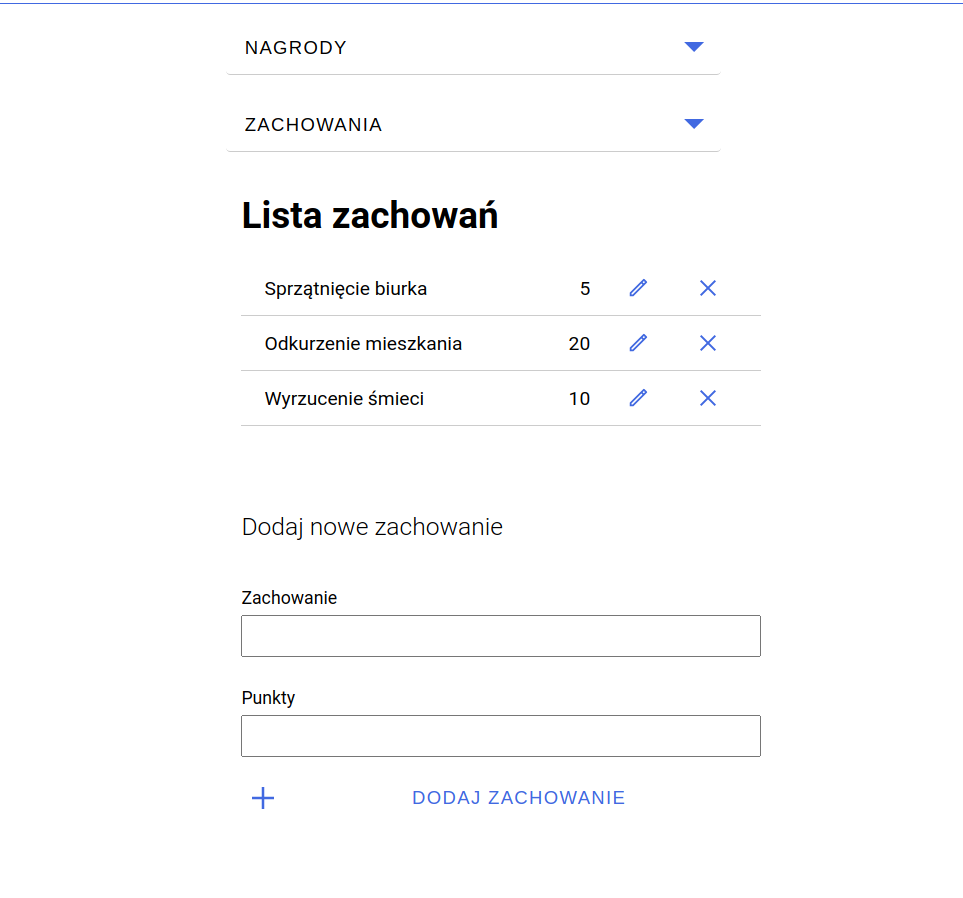 NAGRODY
ZACHOWANIA
Lista zachowań
Sprzątnięcie biurka 5
Odkurzenie mieszkania 20
Wyrzucenie śmieci 10
Dodaj nowe zachowanie
Zachowanie
Punkty
DODAJ ZACHOWANIE